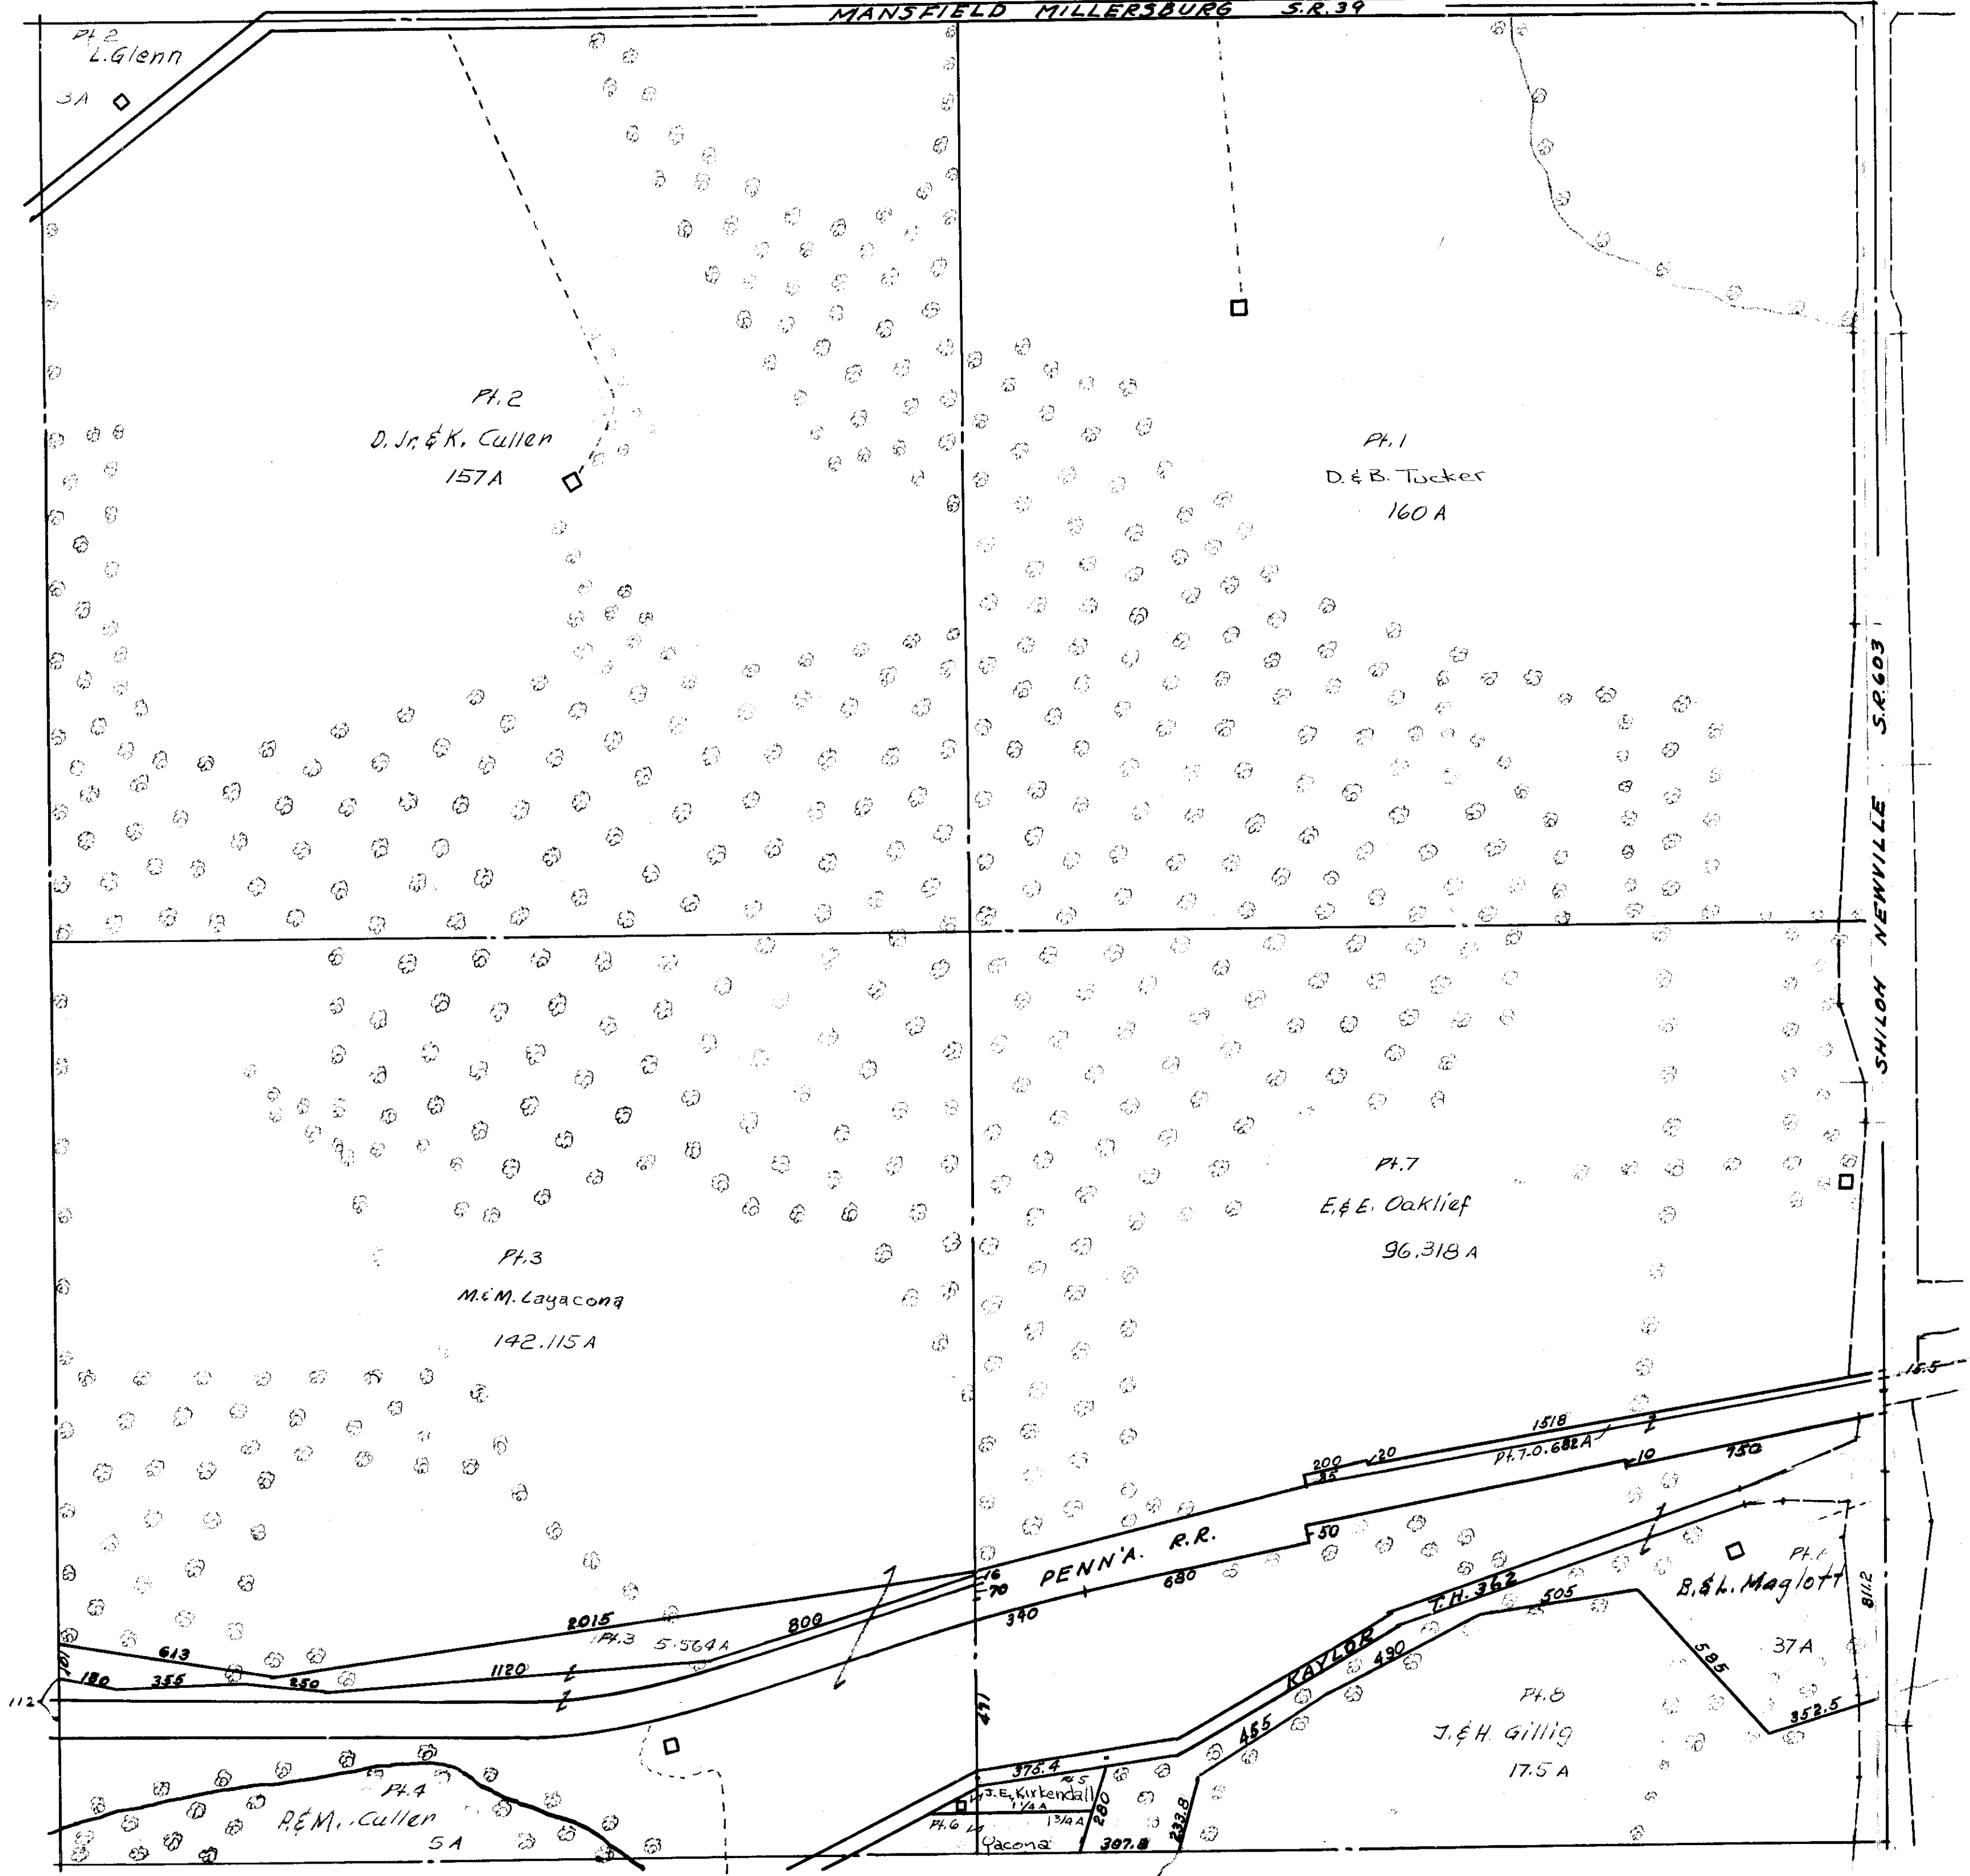 MANSFIELD MILLERSBURG S.R.39
Pt.2
L.Glenn
3A
Pt.2
D. Jr. & K. Cullen
157A
Pt.1
D. & B. Tucker
160 A
SHILOH NEWVILLE S.R.603
Pt.7
E. & E. Oaklief
96.318 A
Pt.3
M. & M. Layacona
142.115 A
15.5
1518
200
20
35
Pt.7-0.682A
10
750
50
PENN'A. R.R.
16
70
680
340
2015
800
Pt.3 5.564A
613
101
180
355
250
1120
112
KAYLOR T.H. 362
505
B. & L. Maglott
37A
811.2
585
352.5
490
455
Pt.8
J. & H. Gillig
17.5 A
491
375.4
Pt.5
J.E. Kirkendall
1 1/4 A
Pt.6
1 3/4 A
Yacona
280
307.8
233.8
Pt.4
P. & M. Cullen
5A